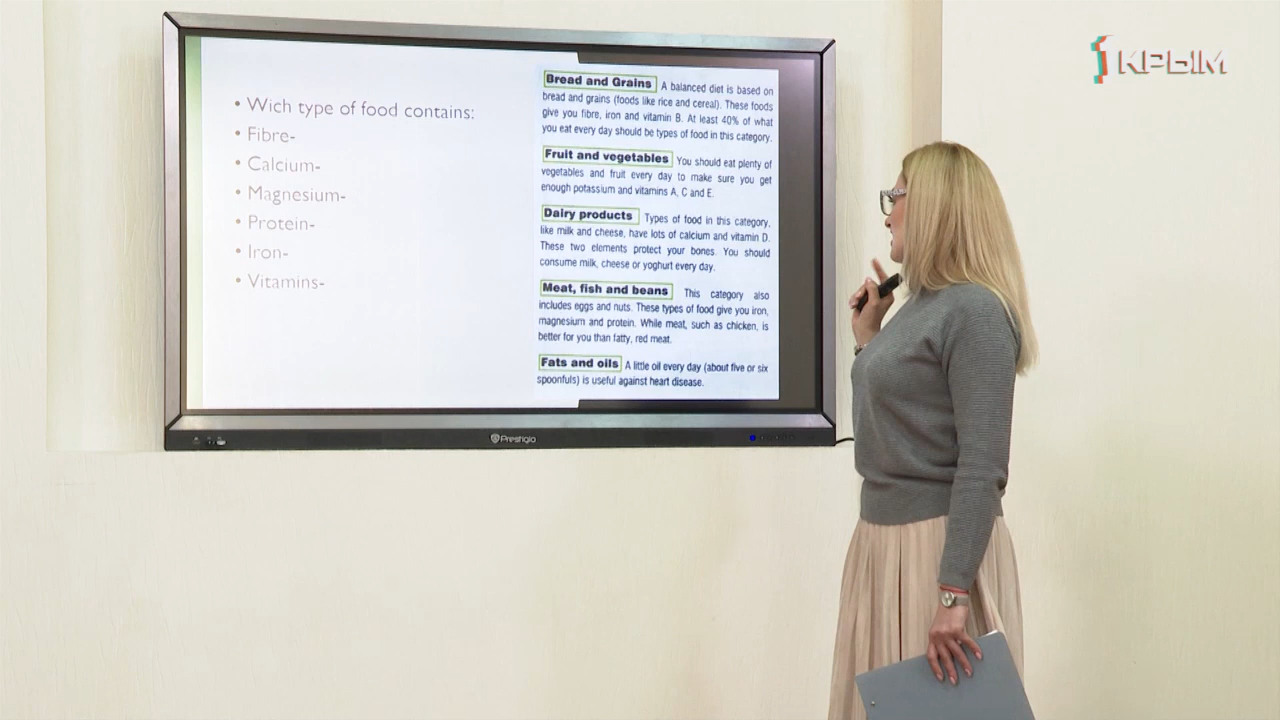 • Wich type of food contains:
• Fibre-
• Calcium-
• Magnesium-
• Protein-
• Iron-
• Vitamins-
Bread and Grains A balanced diet is based on
bread and grains (foods like rice and cereal). These foods
give you fibre, iron and vitamin B. At least 40% of what
you eat every day should be types of food in this category.
Fruit and vegetables You should eat plenty of
vegetables and fruit every day to make sure you get
enough potassium and vitamins A, C and E.
Dairy products Types of food in this category,
like milk and cheese, have lots of calcium and vitamin D.
These two elements protect your bones. You should
consume milk, cheese or yoghurt every day.
Meat, fish and beans This category also
includes eggs and nuts. These types of food give you iron,
magnesium and protein. While meat, such as chicken, is
better for you than fatty, red meat.
Fats and oils A little oil every day (about five or six
spoonfuls) is useful against heart disease.
Prestigio
1 КРЫМ